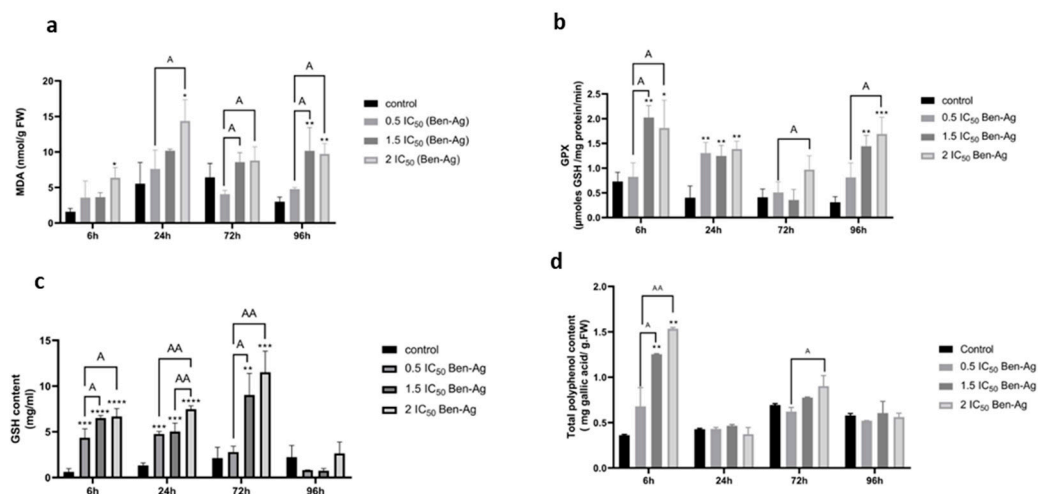 a
MDA (nmol/g FW)
20
15
10
5
0
A
*
A
A
*
A
A
A
**
**
6h
24h
72h
96h
control
0.5 IC50 (Ben-Ag)
1.5 IC50 (Ben-Ag)
2 IC50 (Ben-Ag)
b
GPX
(µmoles GSH /mg protein/min)
2.5
2.0
1.5
1.0
0.5
0.0
A
A
**
*
**
**
**
A
A
**
***
6h
24h
72h
96h
control
0.5 IC50 Ben-Ag
1.5 IC50 Ben-Ag
2 IC50 Ben-Ag
c
GSH content
(mg/ml)
15
10
5
0
A
A
***
****
****
AA
AA
***
***
****
AA
A
**
***
6h
24h
72h
96h
control
0.5 IC50 Ben-Ag
1.5 IC50 Ben-Ag
2 IC50 Ben-Ag
d
Total polyphenol content
( mg gallic acid/ g.FW)
2.0
1.5
1.0
0.5
0.0
AA
A
**
**
A
6h
24h
72h
96h
Control
0.5 IC50 Ben-Ag
1.5 IC50 Ben-Ag
2 IC50 Ben-Ag